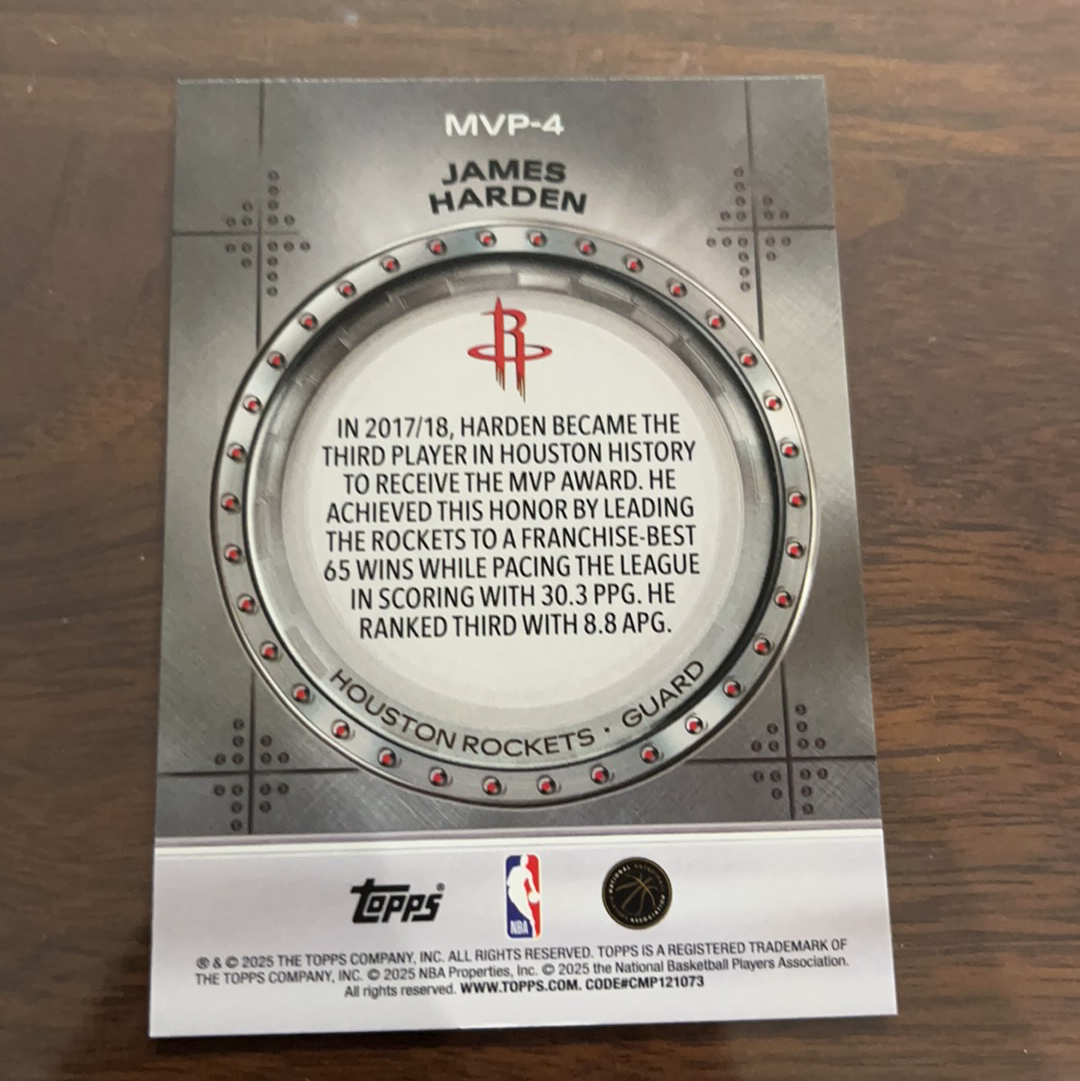 MVP-4
JAMES
HARDEN
IN 2017/18, HARDEN BECAME THE
THIRD PLAYER IN HOUSTON HISTORY
TO RECEIVE THE MVP AWARD. HE
ACHIEVED THIS HONOR BY LEADING
THE ROCKETS TO A FRANCHISE-BEST
65 WINS WHILE PACING THE LEAGUE
IN SCORING WITH 30.3 PPG. HE
RANKED THIRD WITH 8.8 APG.
HOUSTON ROCKETS · GUARD
topps®
NBA
® & © 2025 THE TOPPS COMPANY, INC. ALL RIGHTS RESERVED. TOPPS IS A REGISTERED TRADEMARK OF
THE TOPPS COMPANY, INC. © 2025 NBA Properties, Inc. © 2025 the National Basketball Players Association.
All rights reserved. WWW.TOPPS.COM. CODE#CMP121073